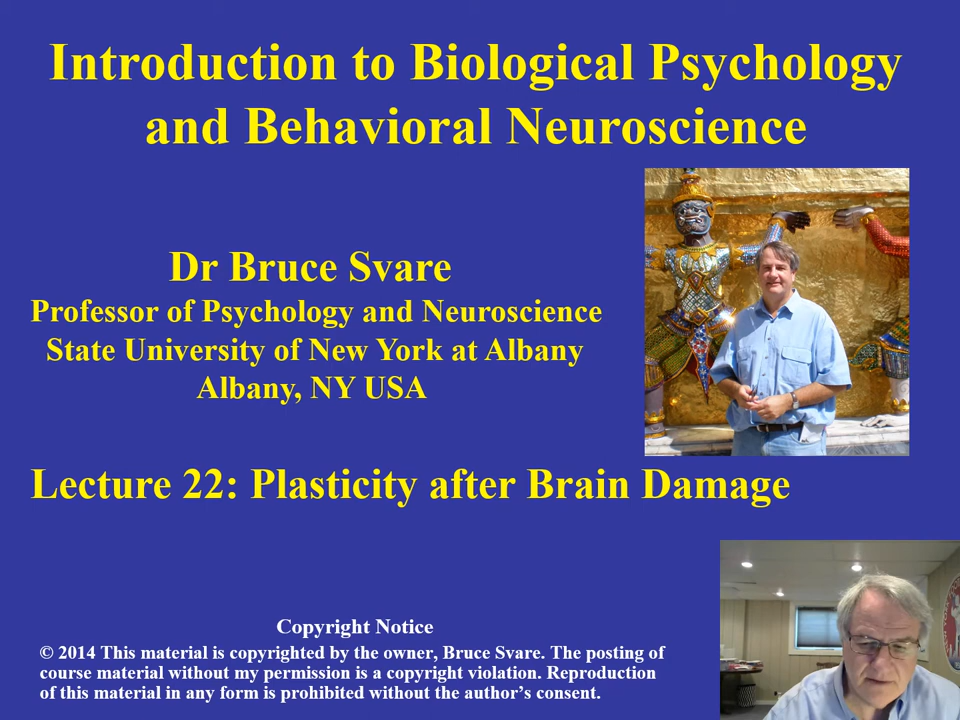 Introduction to Biological Psychology
and Behavioral Neuroscience
Dr Bruce Svare
Professor of Psychology and Neuroscience
State University of New York at Albany
Albany, NY USA
Lecture 22: Plasticity after Brain Damage
Copyright Notice
© 2014 This material is copyrighted by the owner, Bruce Svare. The posting of
course material without my permission is a copyright violation. Reproduction
of this material in any form is prohibited without the author’s consent.